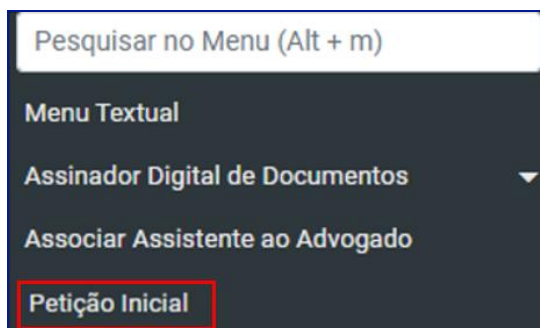 Pesquisar no Menu (Alt + m)
Menu Textual
Assinador Digital de Documentos
Associar Assistente ao Advogado
Petição Inicial